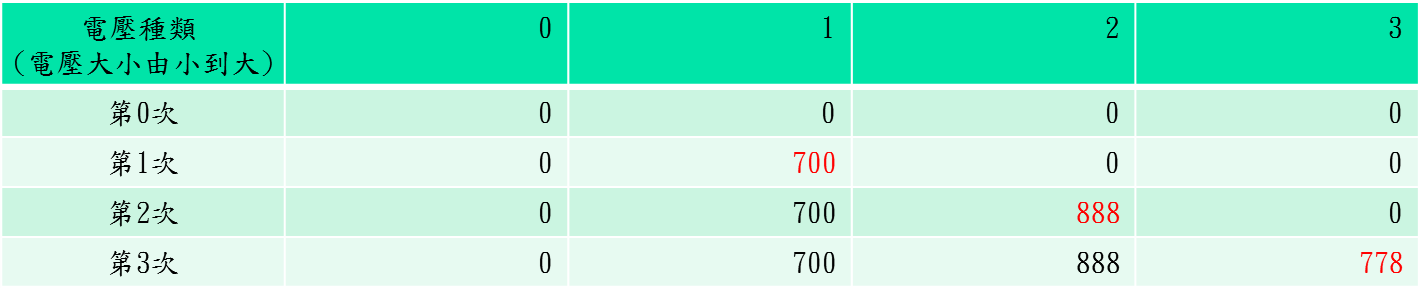 電壓種類 0 1 2 3
(電壓大小由小到大)
第0次 0 0 0 0
第1次 0 700 0 0
第2次 0 700 888 0
第3次 0 700 888 778